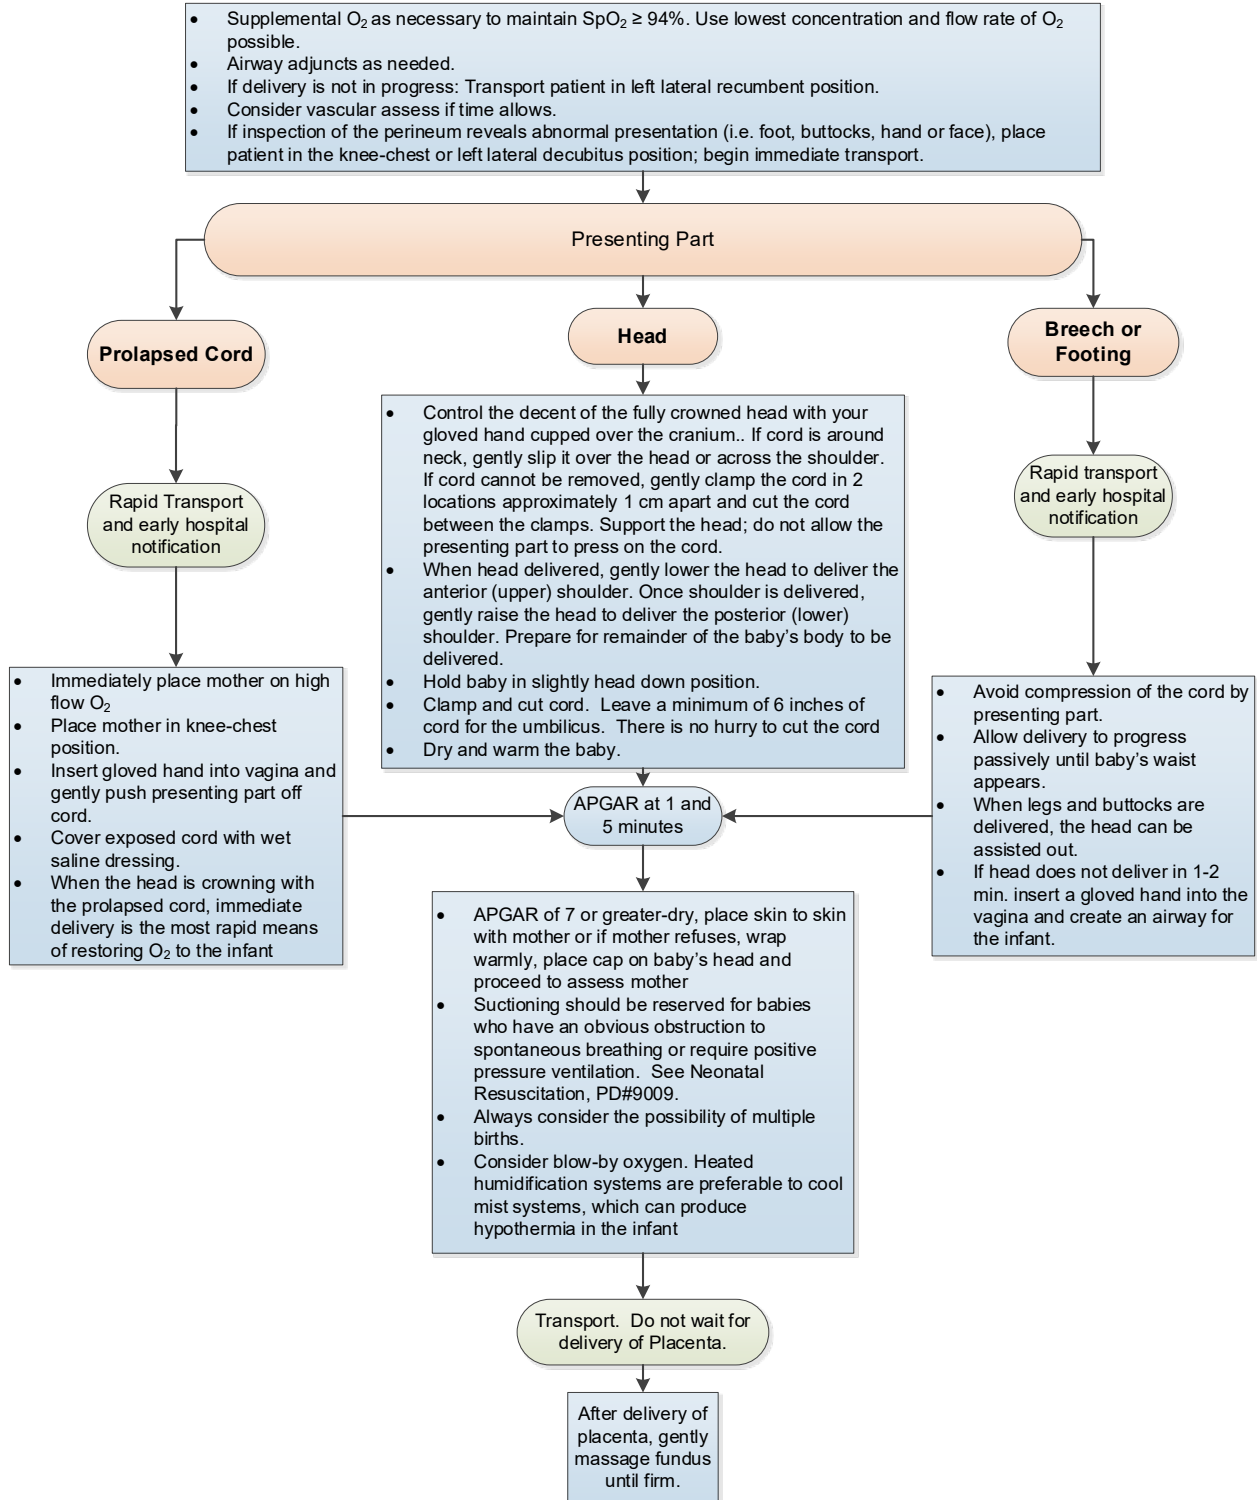 • Supplemental O₂ as necessary to maintain SpO₂ ≥ 94%. Use lowest concentration and flow rate of O₂
possible.
• Airway adjuncts as needed.
• If delivery is not in progress: Transport patient in left lateral recumbent position.
• Consider vascular assess if time allows.
• If inspection of the perineum reveals abnormal presentation (i.e. foot, buttocks, hand or face), place
patient in the knee-chest or left lateral decubitus position; begin immediate transport.
Presenting Part
Prolapsed Cord
Rapid Transport
and early hospital
notification
• Immediately place mother on high
flow O₂
• Place mother in knee-chest
position.
• Insert gloved hand into vagina and
gently push presenting part off
cord.
• Cover exposed cord with wet
saline dressing.
• When the head is crowning with
the prolapsed cord, immediate
delivery is the most rapid means
of restoring O₂ to the infant
Head
• Control the decent of the fully crowned head with your
gloved hand cupped over the cranium.. If cord is around
neck, gently slip it over the head or across the shoulder.
If cord cannot be removed, gently clamp the cord in 2
locations approximately 1 cm apart and cut the cord
between the clamps. Support the head; do not allow the
presenting part to press on the cord.
• When head delivered, gently lower the head to deliver the
anterior (upper) shoulder. Once shoulder is delivered,
gently raise the head to deliver the posterior (lower)
shoulder. Prepare for remainder of the baby's body to be
delivered.
• Hold baby in slightly head down position.
• Clamp and cut cord.  Leave a minimum of 6 inches of
cord for the umbilicus.  There is no hurry to cut the cord
• Dry and warm the baby.
Breech or
Footing
Rapid transport
and early hospital
notification
• Avoid compression of the cord by
presenting part.
• Allow delivery to progress
passively until baby's waist
appears.
• When legs and buttocks are
delivered, the head can be
assisted out.
• If head does not deliver in 1-2
min. insert a gloved hand into the
vagina and create an airway for
the infant.
APGAR at 1 and
5 minutes
• APGAR of 7 or greater-dry, place skin to skin
with mother or if mother refuses, wrap
warmly, place cap on baby's head and
proceed to assess mother
• Suctioning should be reserved for babies
who have an obvious obstruction to
spontaneous breathing or require positive
pressure ventilation.  See Neonatal
Resuscitation, PD#9009.
• Always consider the possibility of multiple
births.
• Consider blow-by oxygen. Heated
humidification systems are preferable to cool
mist systems, which can produce
hypothermia in the infant
Transport.  Do not wait for
delivery of Placenta.
After delivery of
placenta, gently
massage fundus
until firm.